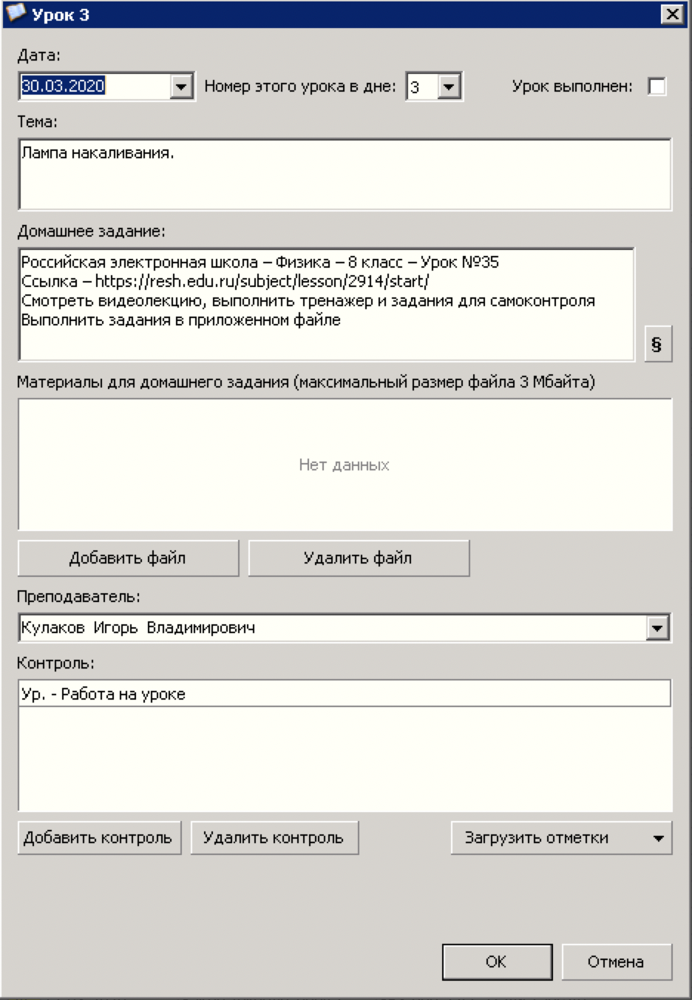 Урок 3
Дата:
30.03.2020 Номер этого урока в дне: 3 Урок выполнен:
Тема:
Лампа накаливания.
Домашнее задание:
Российская электронная школа – Физика – 8 класс – Урок №35
Ссылка – https://resh.edu.ru/subject/lesson/2914/start/
Смотреть видеолекцию, выполнить тренажер и задания для самоконтроля
Выполнить задания в приложенном файле
§
Материалы для домашнего задания (максимальный размер файла 3 Мбайта)
Нет данных
Добавить файл Удалить файл
Преподаватель:
Кулаков Игорь Владимирович
Контроль:
Ур. - Работа на уроке
Добавить контроль Удалить контроль Загрузить отметки
OK Отмена